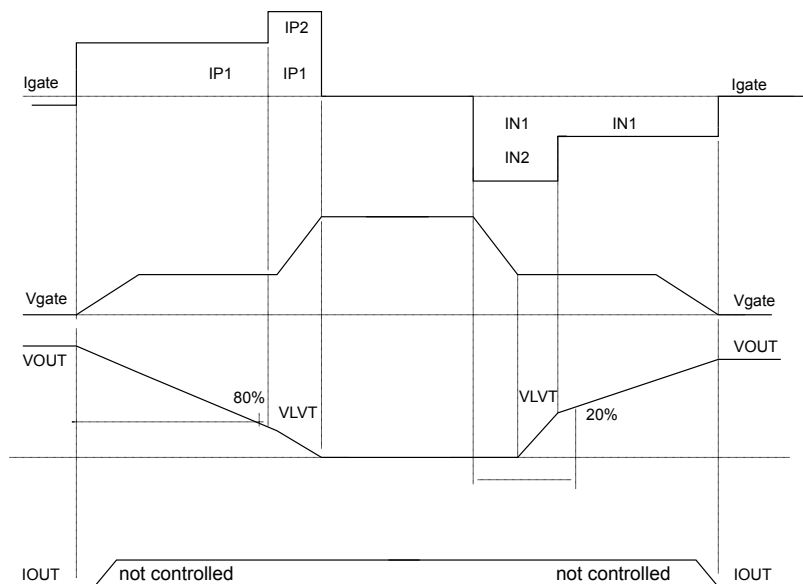 IP2
IP1 IP1
Igate Igate
IN1 IN1
IN2
Vgate Vgate
VOUT VOUT
80% VLVT VLVT 20%
IOUT not controlled not controlled IOUT